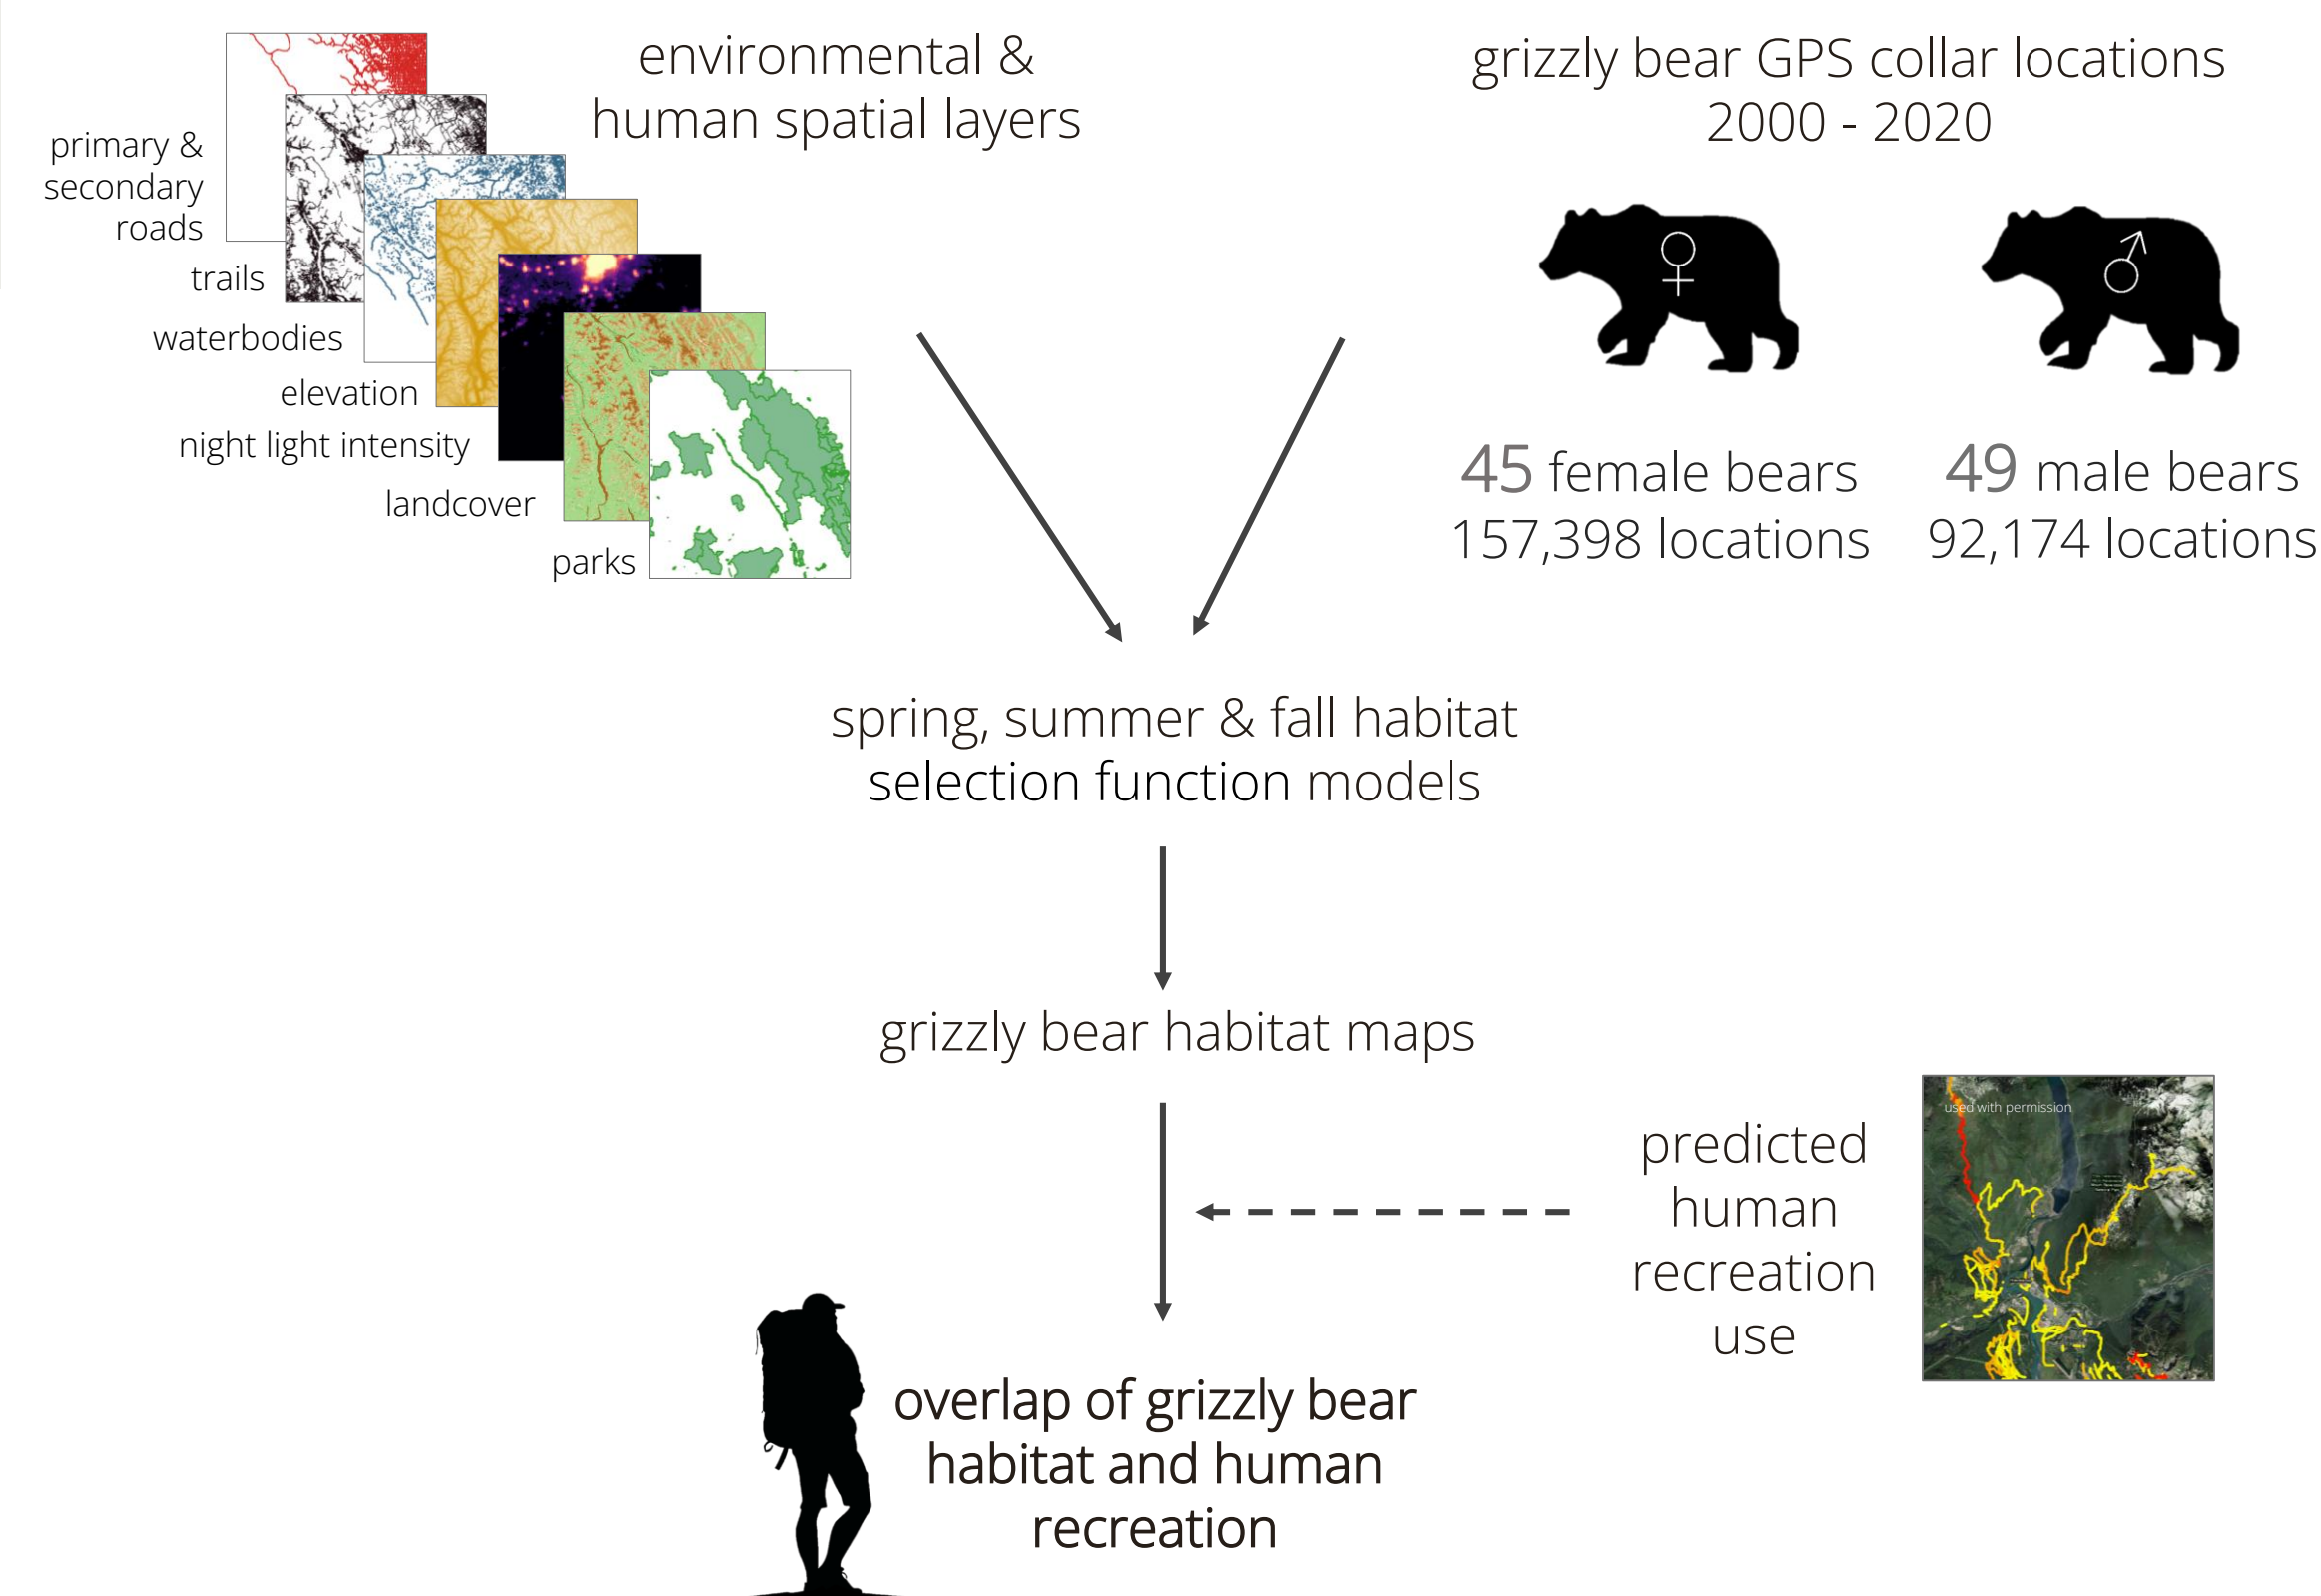 environmental &
human spatial layers
primary &
secondary
roads
trails
waterbodies
elevation
night light intensity
landcover
parks
grizzly bear GPS collar locations
2000 - 2020
45 female bears
157,398 locations
49 male bears
92,174 locations
spring, summer & fall habitat
selection function models
grizzly bear habitat maps
predicted
human
recreation
use
used with permission
overlap of grizzly bear
habitat and human
recreation